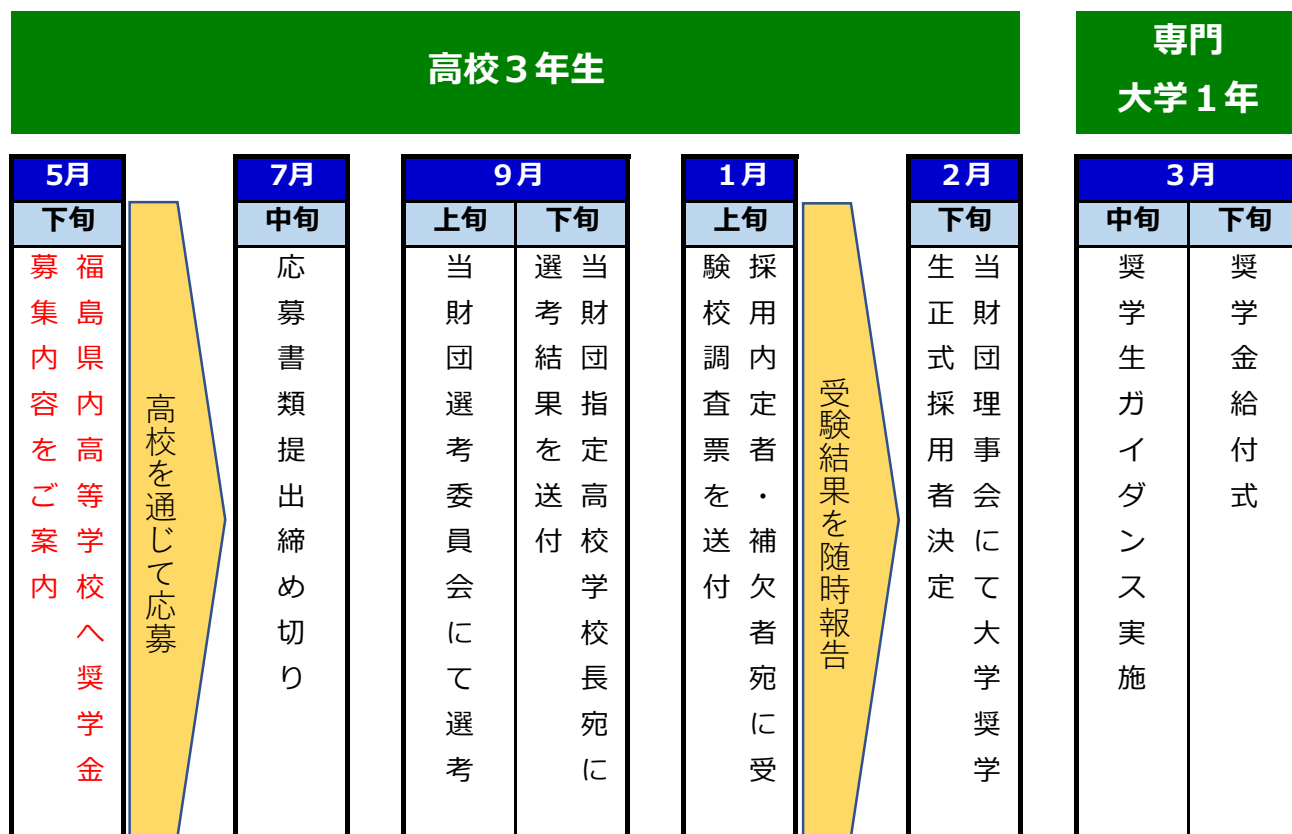 高校３年生
専門
大学１年
5月
下旬
福島県内高等学校へ奨学金
募集内容をご案内
高校を通じて応募
7月
中旬
応募書類提出締め切り
9月
上旬
当財団選考委員会にて選考
下旬
当財団指定高校学校長宛に
選考結果を送付
１月
上旬
採用内定者・補欠者宛に受
験校調査票を送付
受験結果を随時報告
２月
下旬
当財団理事会にて大学奨学
生正式採用者決定
３月
中旬
奨学生ガイダンス実施
下旬
奨学金給付式